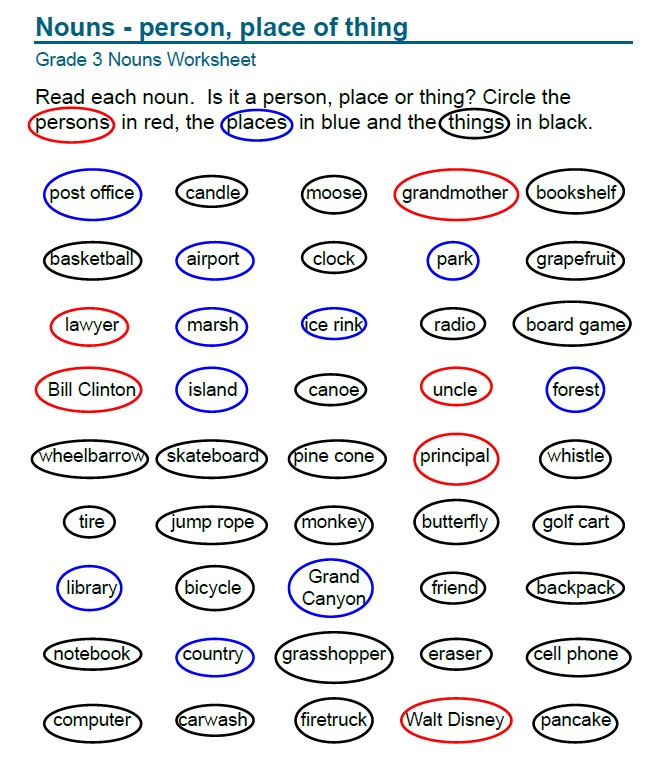 Nouns - person, place of thing
Grade 3 Nouns Worksheet
Read each noun.  Is it a person, place or thing? Circle the
persons in red, the places in blue and the things in black.
post office candle moose grandmother bookshelf
basketball airport clock park grapefruit
lawyer marsh ice rink radio board game
Bill Clinton island canoe uncle forest
wheelbarrow skateboard pine cone principal whistle
tire jump rope monkey butterfly golf cart
library bicycle Grand Canyon friend backpack
notebook country grasshopper eraser cell phone
computer carwash firetruck Walt Disney pancake